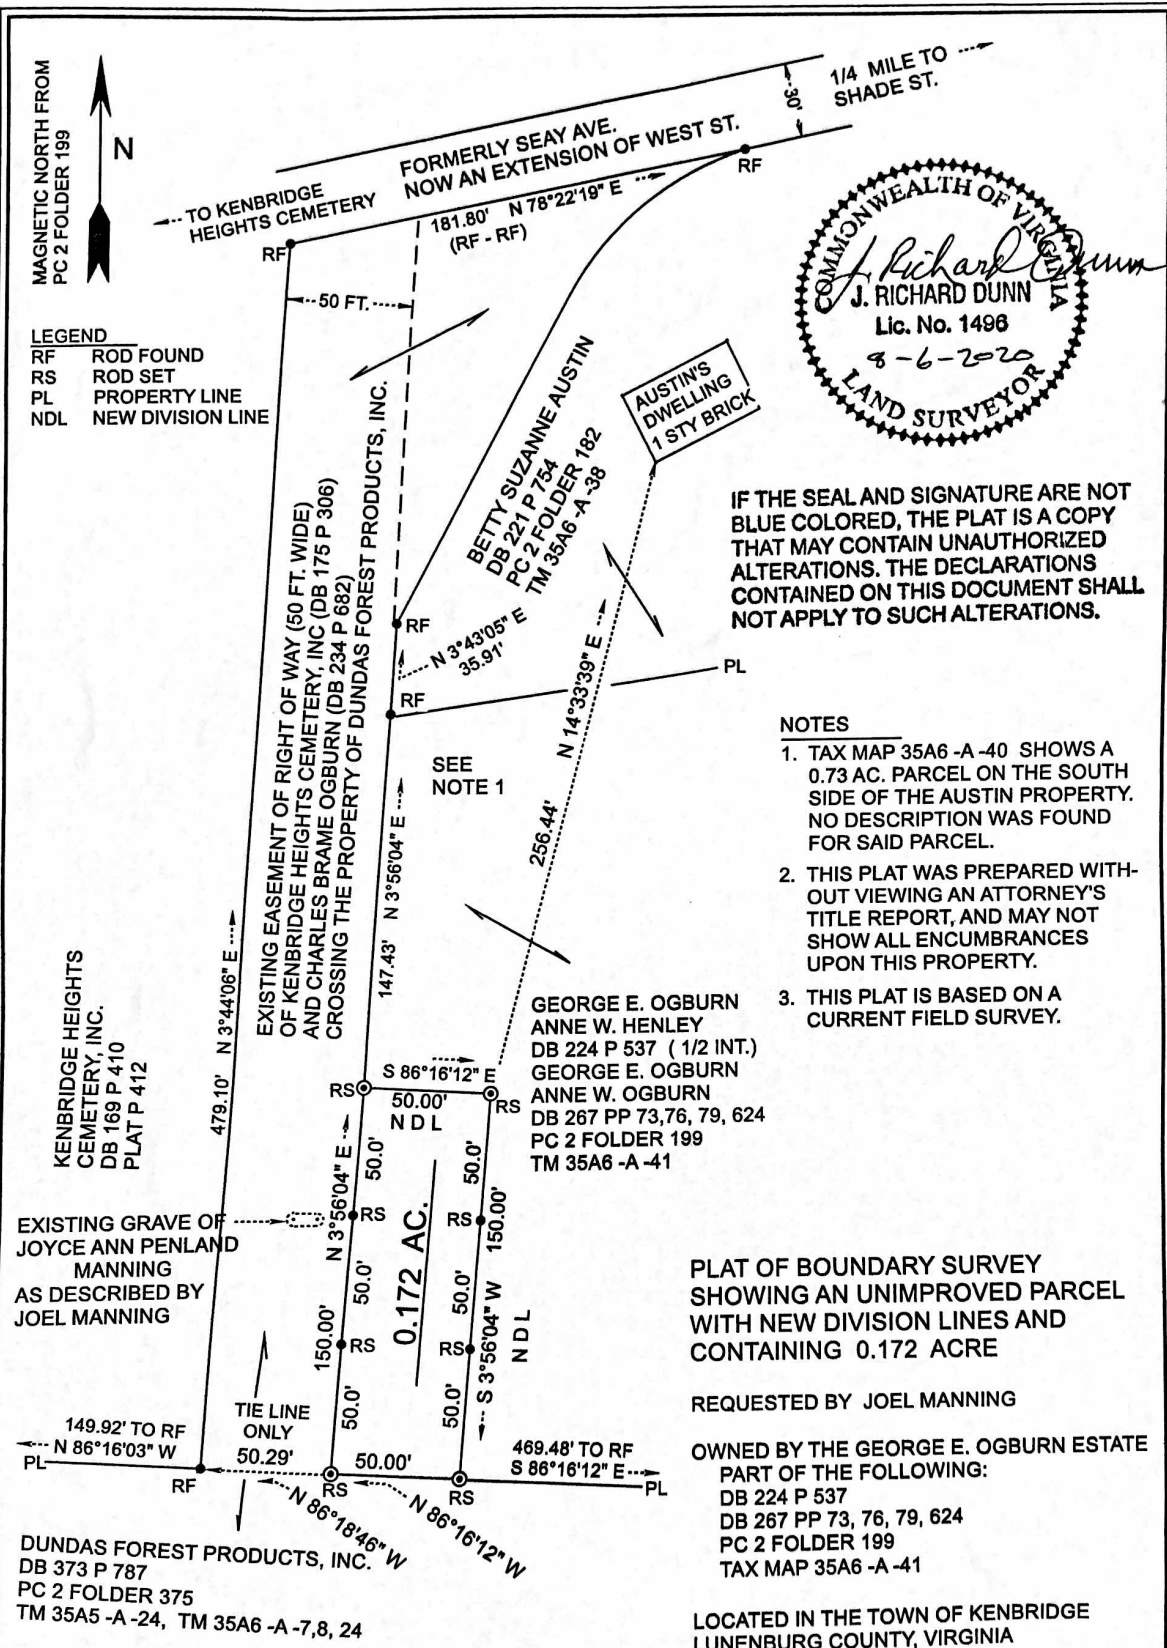 MAGNETIC NORTH FROM
PC 2 FOLDER 199
N
1/4 MILE TO
SHADE ST.
30'
FORMERLY SEAY AVE.
NOW AN EXTENSION OF WEST ST.
TO KENBRIDGE
HEIGHTS CEMETERY
181.80' N 78°22'19" E
(RF - RF)
RF
RF
50 FT.
LEGEND
RF ROD FOUND
RS ROD SET
PL PROPERTY LINE
NDL NEW DIVISION LINE
COMMONWEALTH OF VIRGINIA
J. Richard Dunn
J. RICHARD DUNN
Lic. No. 1496
8-6-2020
LAND SURVEYOR
AUSTIN'S
DWELLING
1 STY BRICK
BETTY SUZANNE AUSTIN
DB 221 P 754
PC 2 FOLDER 182
TM 35A6 -A -38
IF THE SEAL AND SIGNATURE ARE NOT
BLUE COLORED, THE PLAT IS A COPY
THAT MAY CONTAIN UNAUTHORIZED
ALTERATIONS. THE DECLARATIONS
CONTAINED ON THIS DOCUMENT SHALL
NOT APPLY TO SUCH ALTERATIONS.
EXISTING EASEMENT OF RIGHT OF WAY (50 FT. WIDE)
OF KENBRIDGE HEIGHTS CEMETERY, INC (DB 175 P 306)
AND CHARLES BRAME OGBURN (DB 234 P 682)
CROSSING THE PROPERTY OF DUNDAS FOREST PRODUCTS, INC.
RF
N 3°43'05" E
35.91'
RF
PL
N 14°33'39" E
256.44'
SEE
NOTE 1
147.43' N 3°56'04" E
479.10' N 3°44'06" E
NOTES
1. TAX MAP 35A6 -A -40 SHOWS A
0.73 AC. PARCEL ON THE SOUTH
SIDE OF THE AUSTIN PROPERTY.
NO DESCRIPTION WAS FOUND
FOR SAID PARCEL.
2. THIS PLAT WAS PREPARED WITH-
OUT VIEWING AN ATTORNEY'S
TITLE REPORT, AND MAY NOT
SHOW ALL ENCUMBRANCES
UPON THIS PROPERTY.
3. THIS PLAT IS BASED ON A
CURRENT FIELD SURVEY.
KENBRIDGE HEIGHTS
CEMETERY, INC.
DB 169 P 410
PLAT P 412
GEORGE E. OGBURN
ANNE W. HENLEY
DB 224 P 537 ( 1/2 INT.)
GEORGE E. OGBURN
ANNE W. OGBURN
DB 267 PP 73,76, 79, 624
PC 2 FOLDER 199
TM 35A6 -A -41
S 86°16'12" E
50.00'
N D L
RS
RS
150.00' N 3°56'04" E
50.0'
50.0'
50.0'
RS
RS
0.172 AC.
50.0'
50.0'
50.0'
RS
RS
S 3°56'04" W 150.00'
N D L
EXISTING GRAVE OF
JOYCE ANN PENLAND
MANNING
AS DESCRIBED BY
JOEL MANNING
TIE LINE
ONLY
149.92' TO RF
N 86°16'03" W
PL
RF
50.29'
50.00'
RS
RS
469.48' TO RF
S 86°16'12" E
PL
N 86°18'46" W
N 86°16'12" W
DUNDAS FOREST PRODUCTS, INC.
DB 373 P 787
PC 2 FOLDER 375
TM 35A5 -A -24, TM 35A6 -A -7,8, 24
PLAT OF BOUNDARY SURVEY
SHOWING AN UNIMPROVED PARCEL
WITH NEW DIVISION LINES AND
CONTAINING 0.172 ACRE
REQUESTED BY JOEL MANNING
OWNED BY THE GEORGE E. OGBURN ESTATE
PART OF THE FOLLOWING:
DB 224 P 537
DB 267 PP 73, 76, 79, 624
PC 2 FOLDER 199
TAX MAP 35A6 -A -41
LOCATED IN THE TOWN OF KENBRIDGE
LUNENBURG COUNTY, VIRGINIA